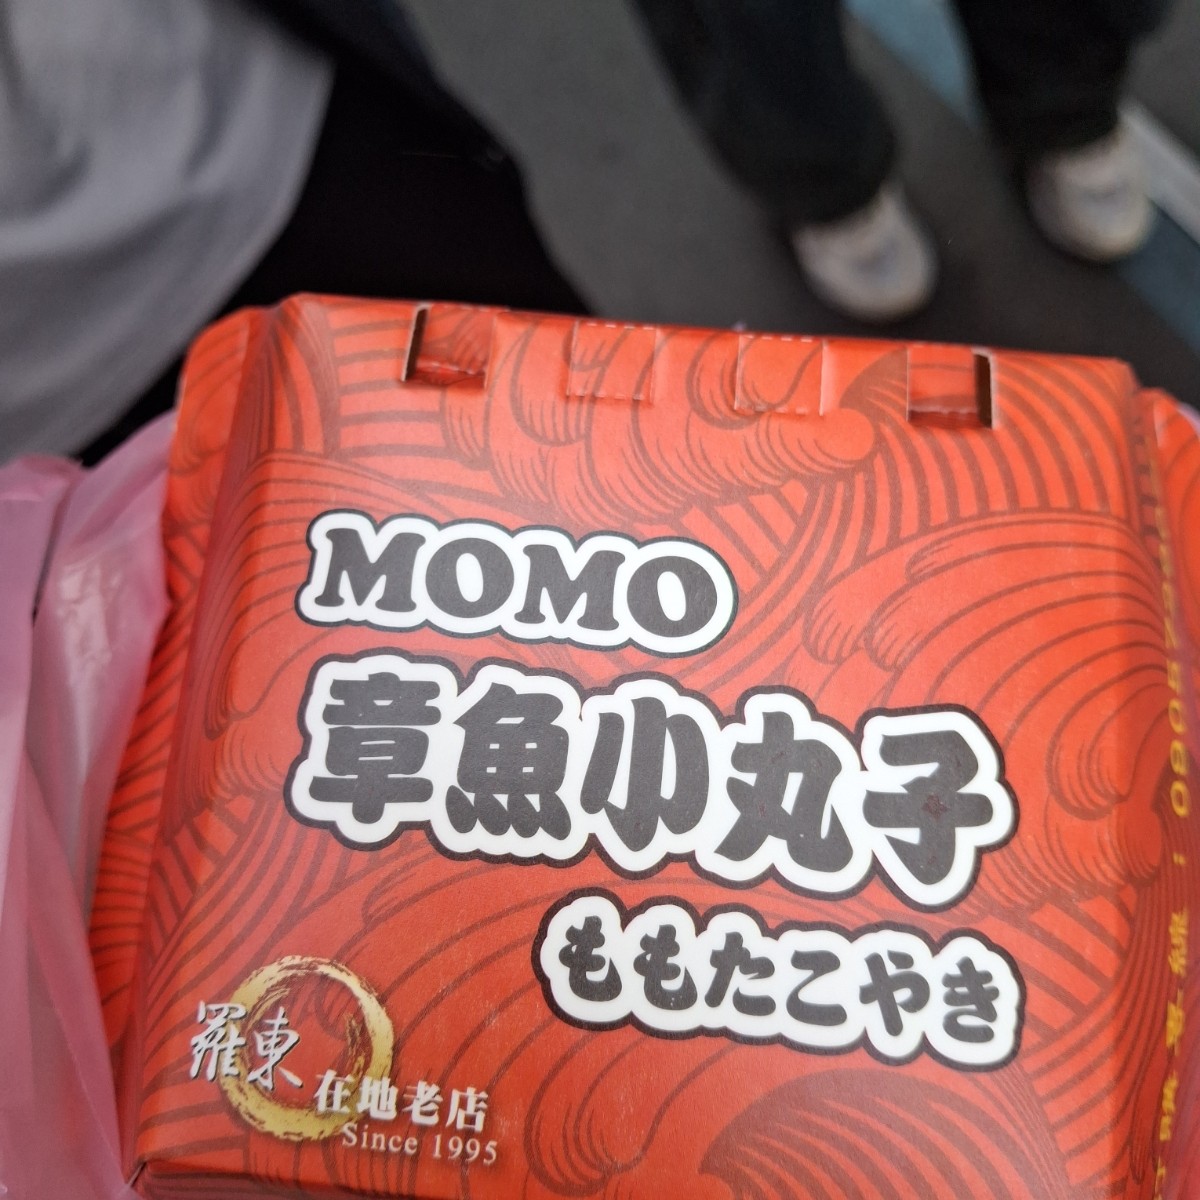 MOMO
章魚小丸子
ももたこやき
羅東
在地老店
Since 1995